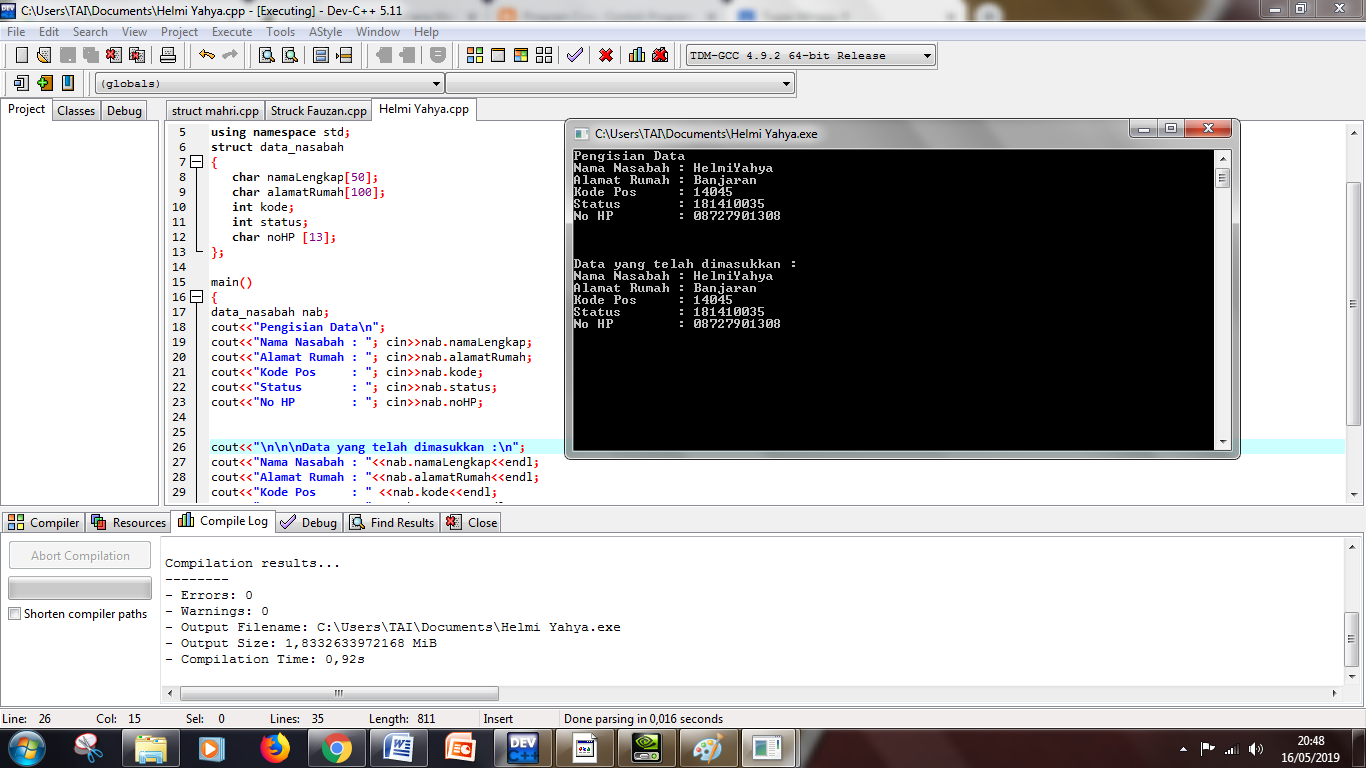 C:\Users\TAI\Documents\Helmi Yahya.cpp - [Executing] - Dev-C++ 5.11
File Edit Search View Project Execute Tools AStyle Window Help
TDM-GCC 4.9.2 64-bit Release
(globals)
Project Classes Debug
struct mahri.cpp Struck Fauzan.cpp Helmi Yahya.cpp
5 using namespace std;
6 struct data_nasabah
7 {
8 char namaLengkap[50];
9 char alamatRumah[100];
10 int kode;
11 int status;
12 char noHP [13];
13 };
14
15 main()
16 {
17 data_nasabah nab;
18 cout<<"Pengisian Data\n";
19 cout<<"Nama Nasabah : "; cin>>nab.namaLengkap;
20 cout<<"Alamat Rumah : "; cin>>nab.alamatRumah;
21 cout<<"Kode Pos     : "; cin>>nab.kode;
22 cout<<"Status       : "; cin>>nab.status;
23 cout<<"No HP        : "; cin>>nab.noHP;
24
25
26 cout<<"\n\n\nData yang telah dimasukkan :\n";
27 cout<<"Nama Nasabah : "<<nab.namaLengkap<<endl;
28 cout<<"Alamat Rumah : "<<nab.alamatRumah<<endl;
29 cout<<"Kode Pos     : " <<nab.kode<<endl;
C:\Users\TAI\Documents\Helmi Yahya.exe
Pengisian Data
Nama Nasabah : HelmiYahya
Alamat Rumah : Banjaran
Kode Pos     : 14045
Status       : 181410035
No HP        : 08727901308
Data yang telah dimasukkan :
Nama Nasabah : HelmiYahya
Alamat Rumah : Banjaran
Kode Pos     : 14045
Status       : 181410035
No HP        : 08727901308
Compiler Resources Compile Log Debug Find Results Close
Abort Compilation
Shorten compiler paths
Compilation results...
--------
- Errors: 0
- Warnings: 0
- Output Filename: C:\Users\TAI\Documents\Helmi Yahya.exe
- Output Size: 1,8332633972168 MiB
- Compilation Time: 0,92s
Line: 26 Col: 15 Sel: 0 Lines: 35 Length: 811 Insert Done parsing in 0,016 seconds
DEV C++
20:48
16/05/2019